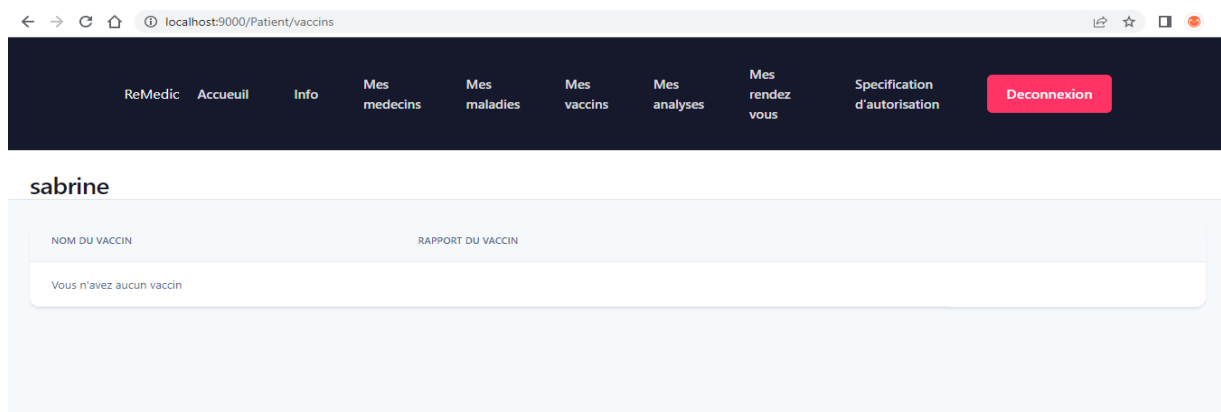 localhost:9000/Patient/vaccins
ReMedic Accueuil Info Mes medecins Mes maladies Mes vaccins Mes analyses Mes rendez vous Specification d'autorisation Deconnexion
sabrine
NOM DU VACCIN RAPPORT DU VACCIN
Vous n'avez aucun vaccin